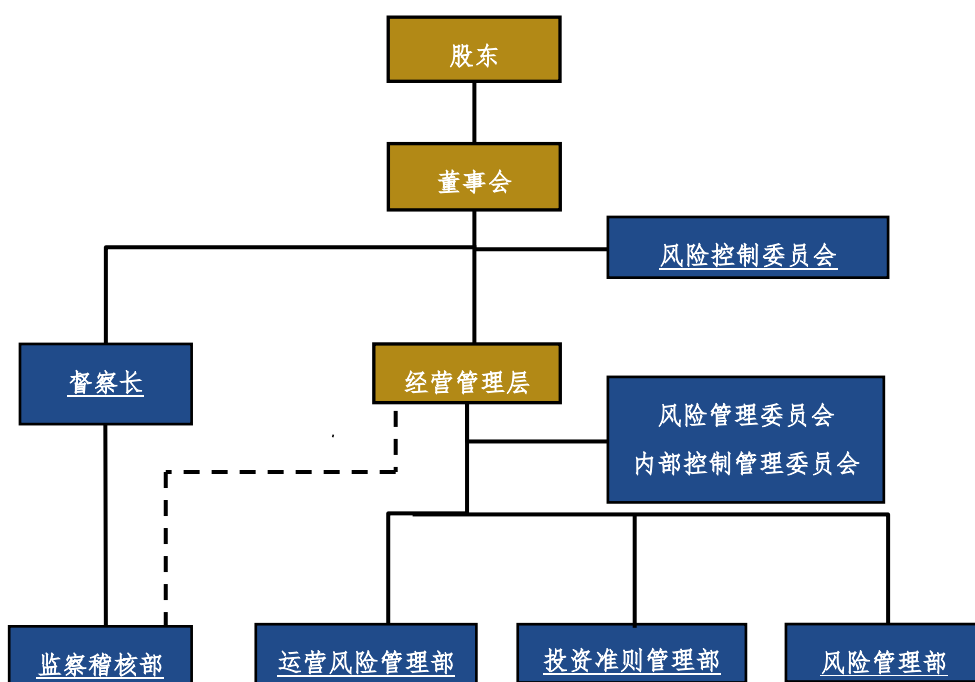 股东
董事会
风险控制委员会
督察长
经营管理层
风险管理委员会
内部控制管理委员会
监察稽核部
运营风险管理部
投资准则管理部
风险管理部